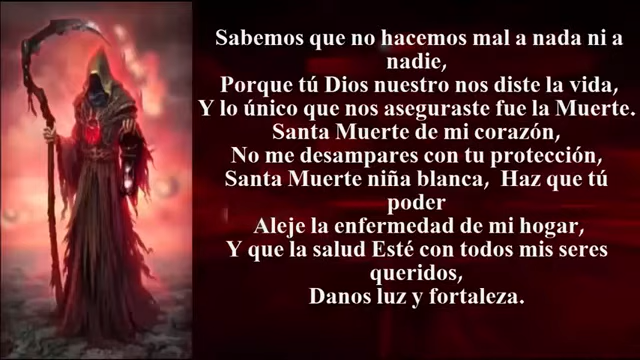 Sabemos que no hacemos mal a nada ni a
nadie,
Porque tú Dios nuestro nos diste la vida,
Y lo único que nos aseguraste fue la Muerte.
Santa Muerte de mi corazón,
No me desampares con tu protección,
Santa Muerte niña blanca, Haz que tú
poder
Aleje la enfermedad de mi hogar,
Y que la salud Esté con todos mis seres
queridos,
Danos luz y fortaleza.